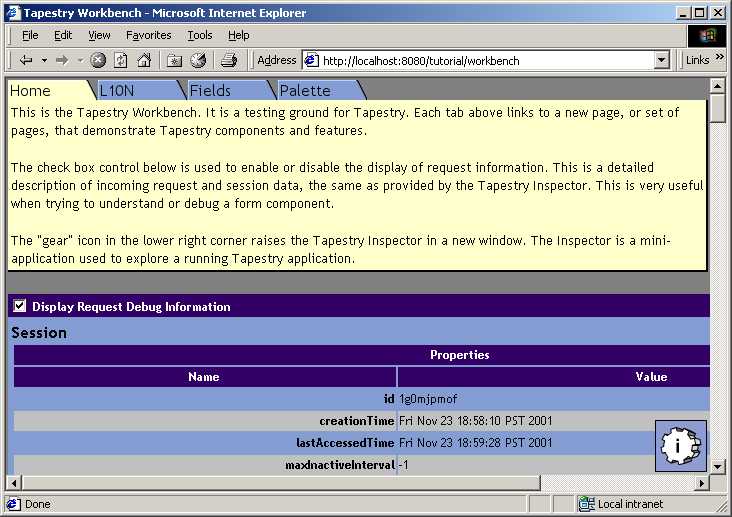 Tapestry Workbench - Microsoft Internet Explorer
File Edit View Favorites Tools Help
Address http://localhost:8080/tutorial/workbench Links »
Home L10N Fields Palette
This is the Tapestry Workbench. It is a testing ground for Tapestry. Each tab above links to a new page, or set of
pages, that demonstrate Tapestry components and features.
The check box control below is used to enable or disable the display of request information. This is a detailed
description of incoming request and session data, the same as provided by the Tapestry Inspector. This is very useful
when trying to understand or debug a form component.
The "gear" icon in the lower right corner raises the Tapestry Inspector in a new window. The Inspector is a mini-
application used to explore a running Tapestry application.
Display Request Debug Information
Session
Properties
Name Value
id 1g0mjpmof
creationTime Fri Nov 23 18:58:10 PST 2001
lastAccessedTime Fri Nov 23 18:59:28 PST 2001
maxInactiveInterval -1
i
Done Local intranet